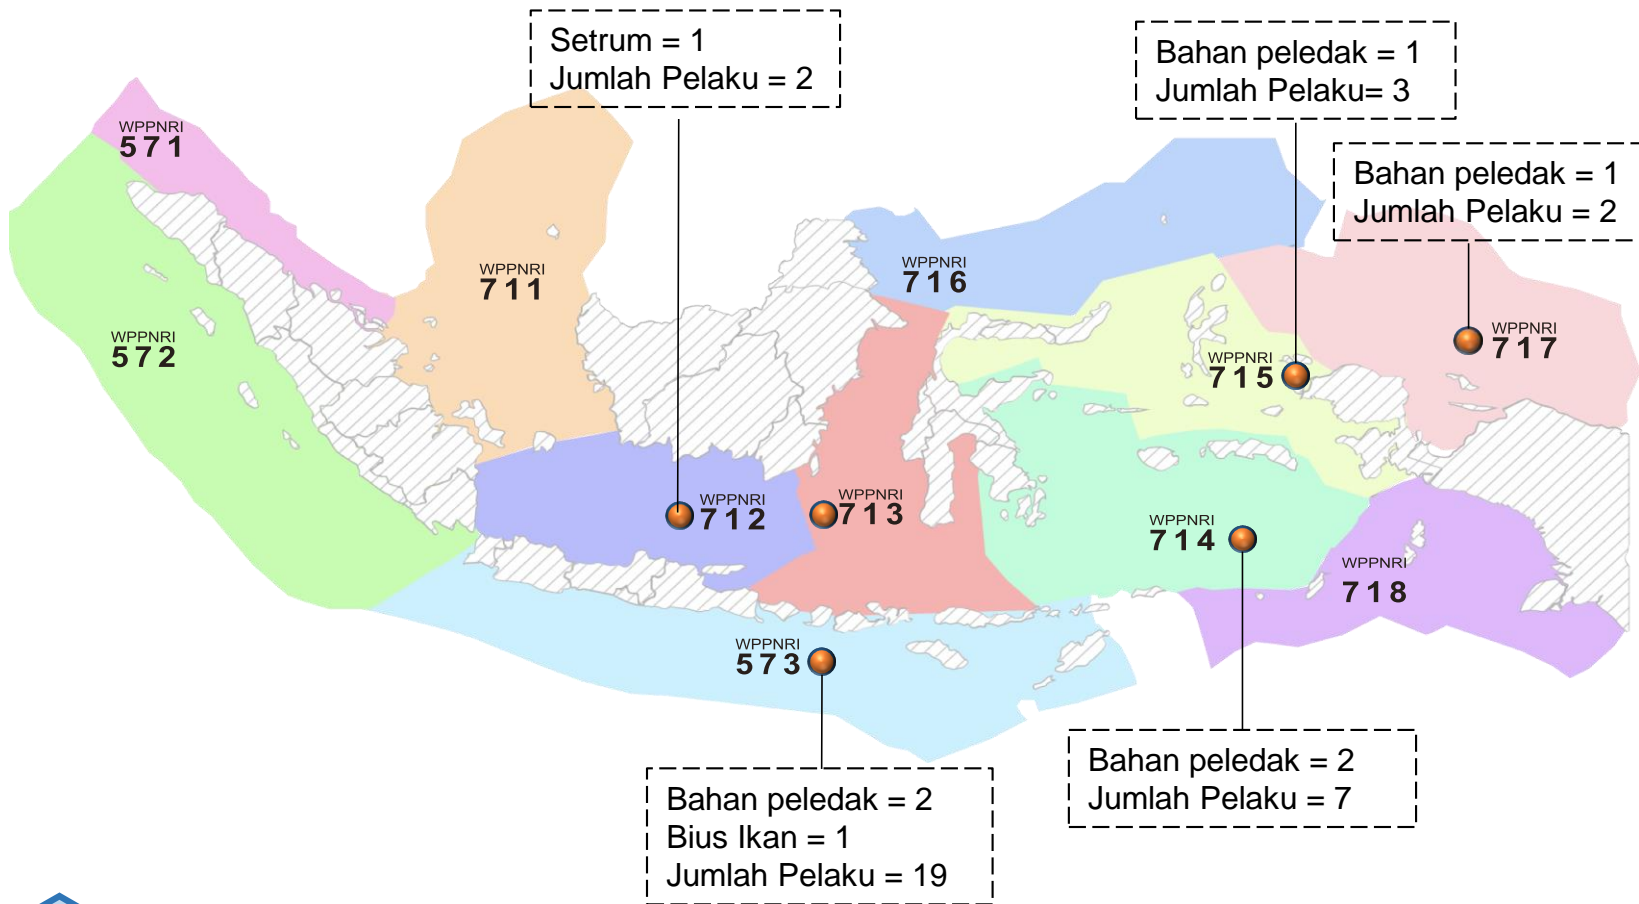 Setrum = 1
Jumlah Pelaku = 2
Bahan peledak = 1
Jumlah Pelaku= 3
Bahan peledak = 1
Jumlah Pelaku = 2
WPPNRI
571
WPPNRI
711
WPPNRI
716
WPPNRI
572
WPPNRI
717
WPPNRI
715
WPPNRI
712
WPPNRI
713
WPPNRI
714
WPPNRI
718
WPPNRI
573
Bahan peledak = 2
Jumlah Pelaku = 7
Bahan peledak = 2
Bius Ikan = 1
Jumlah Pelaku = 19